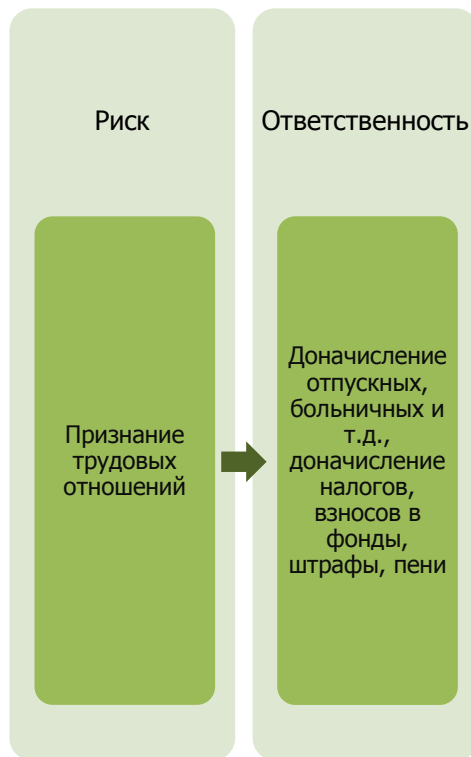 Риск
Ответственность
Признание
трудовых
отношений
Доначисление
отпускных,
больничных и
т.д.,
доначисление
налогов,
взносов в
фонды,
штрафы, пени